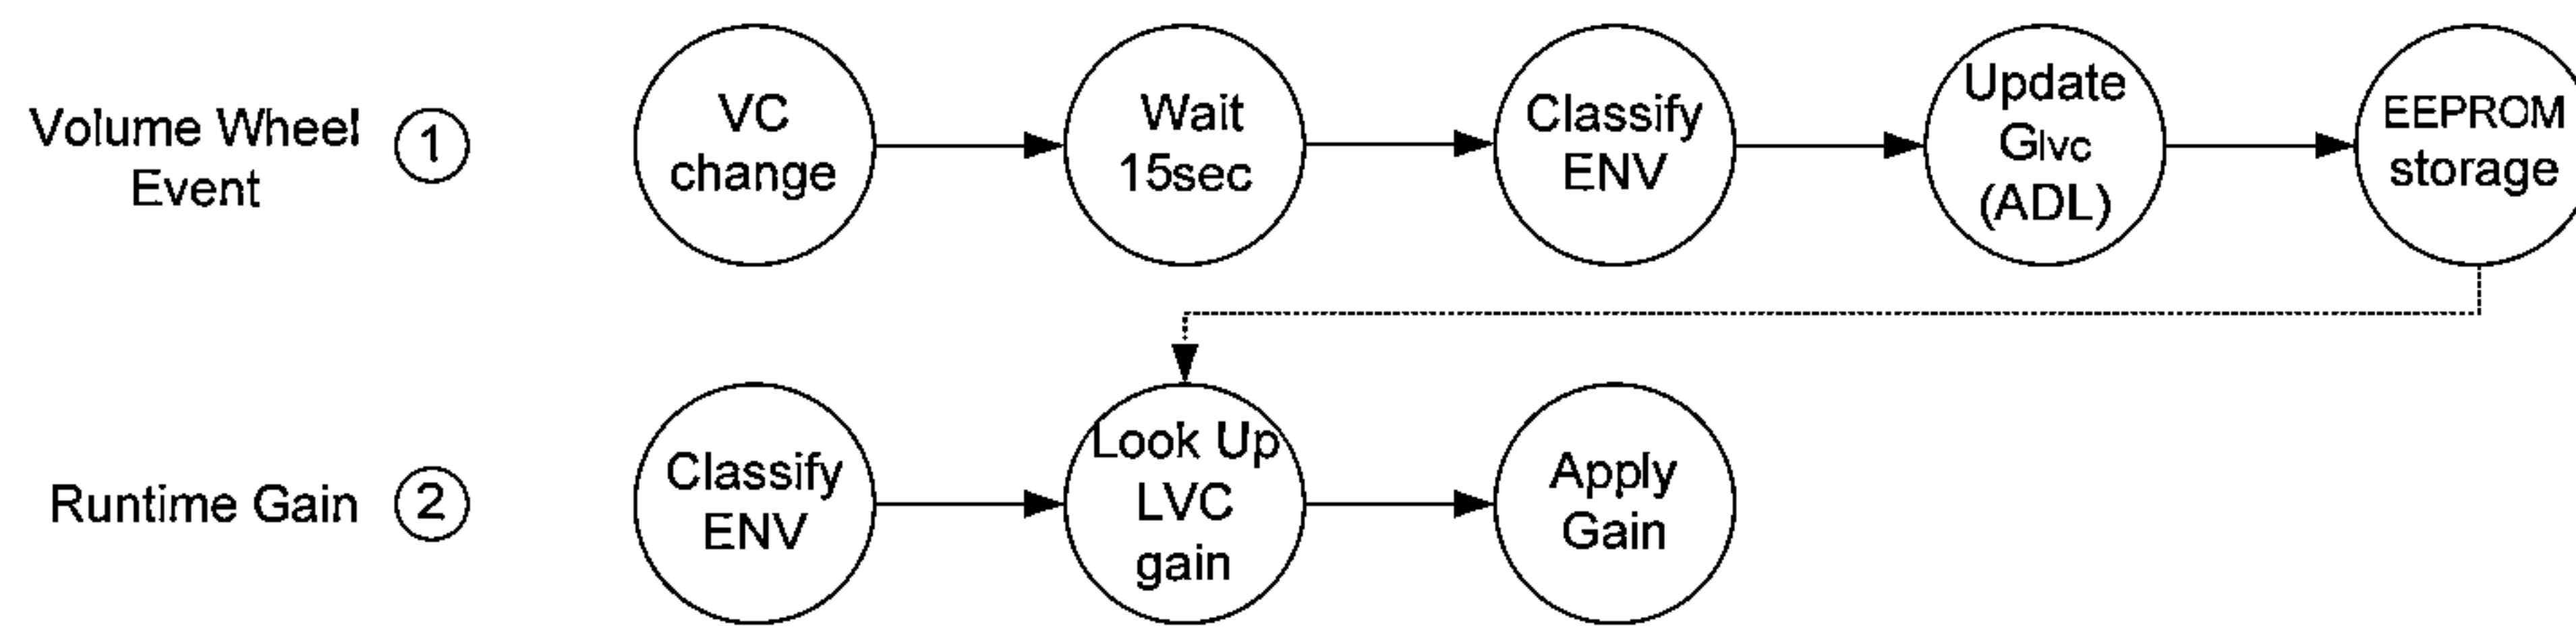 Volume Wheel
Event
1
VC
change
Wait
15sec
Classify
ENV
Update
Glvc
(ADL)
EEPROM
storage
Runtime Gain
2
Classify
ENV
Look Up
LVC
gain
Apply
Gain